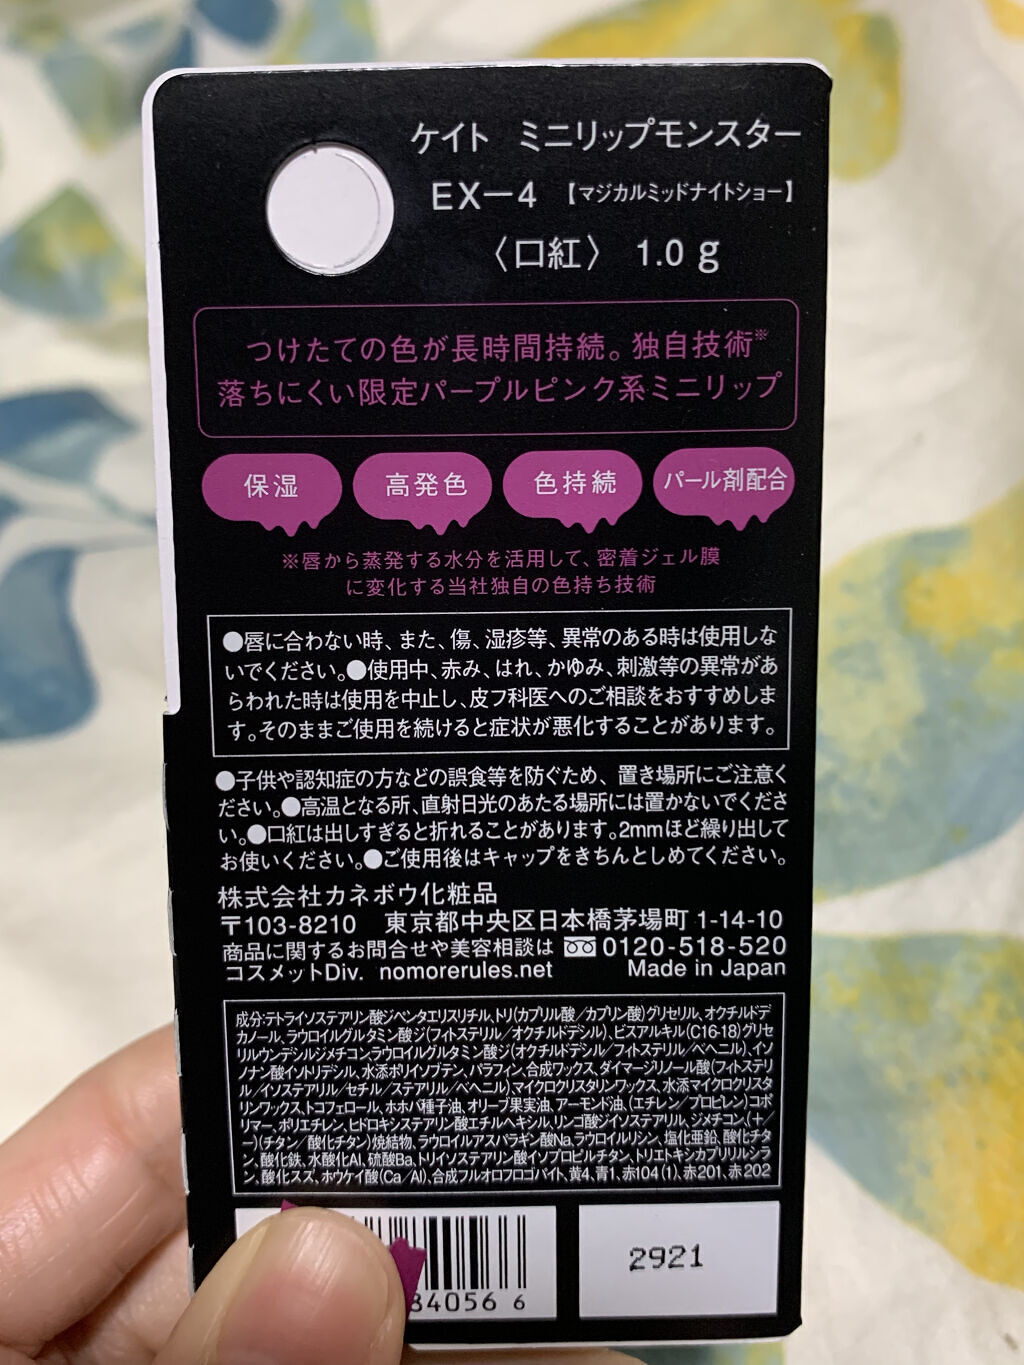 ケイト ミニリップモンスター
EX－4 【マジカルミッドナイトショー】
〈口紅〉 1.0 g
つけたての色が長時間持続。独自技術※
落ちにくい限定パープルピンク系ミニリップ
保湿
高発色
色持続
パール剤配合
※唇から蒸発する水分を活用して、密着ジェル膜
に変化する当社独自の色持ち技術
●唇に合わない時、また、傷、湿疹等、異常のある時は使用しな
いでください。●使用中、赤み、はれ、かゆみ、刺激等の異常があ
らわれた時は使用を中止し、皮フ科医へのご相談をおすすめしま
す。そのままご使用を続けると症状が悪化することがあります。
●子供や認知症の方などの誤食等を防ぐため、置き場所にご注意く
ださい。●高温となる所、直射日光のあたる場所には置かないでくださ
い。●口紅は出しすぎると折れることがあります。2mmほど繰り出して
お使いください。●ご使用後はキャップをきちんとしめてください。
株式会社カネボウ化粧品
〒103-8210 東京都中央区日本橋茅場町 1-14-10
商品に関するお問合せや美容相談は 0120-518-520
コスメットDiv. nomorerules.net Made in Japan
成分:テトライソステアリン酸ジペンタエリスリチル、トリ(カプリル酸／カプリン酸)グリセリル、オクチルドデ
カノール、ラウロイルグルタミン酸ジ(フィトステリル／オクチルドデシル)、ビスアルキル(C16-18)グリセ
リルウンデシルジメチコン、ラウロイルグルタミン酸ジ(オクチルドデシル／フィトステリル／ベヘニル)、イソ
ノナン酸イソトリデシル、水添ポリイソブテン、パラフィン、合成ワックス、ダイマージリノール酸(フィトステリ
ル／イソステアリル／セチル／ステアリル／ベヘニル)、マイクロクリスタリンワックス、水添マイクロクリスタ
リンワックス、トコフェロール、ホホバ種子油、オリーブ果実油、アーモンド油、(エチレン／プロピレン)コポ
リマー、ポリエチレン、ヒドロキシステアリン酸エチルヘキシル、リンゴ酸ジイソステアリル、ジメチコン、(+／
−)(チタン／酸化チタン)焼結物、ラウロイルアスパラギン酸Na、ラウロイルリシン、塩化亜鉛、酸化チタ
ン、酸化鉄、水酸化Al、硫酸Ba、トリイソステアリン酸イソプロピルチタン、トリエトキシカプリリルシラ
ン、酸化スズ、ホウケイ酸(Ca／Al)、合成フルオロフロゴパイト、黄4、青1、赤104(1)、赤201、赤202
84056 6
2921